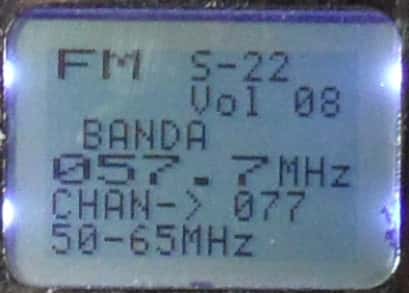 FM S-22
Vol 08
BANDA
057.7MHz
CHAN-> 077
50-65MHz